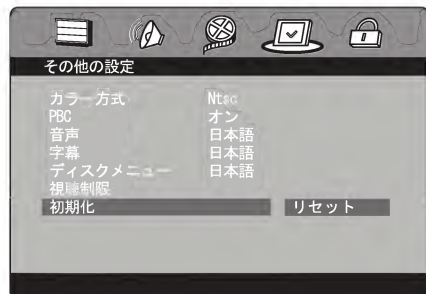 その他の設定
カラー方式 Ntsc
PBC オン
音声 日本語
字幕 日本語
ディスクメニュー 日本語
視聴制限
初期化 リセット